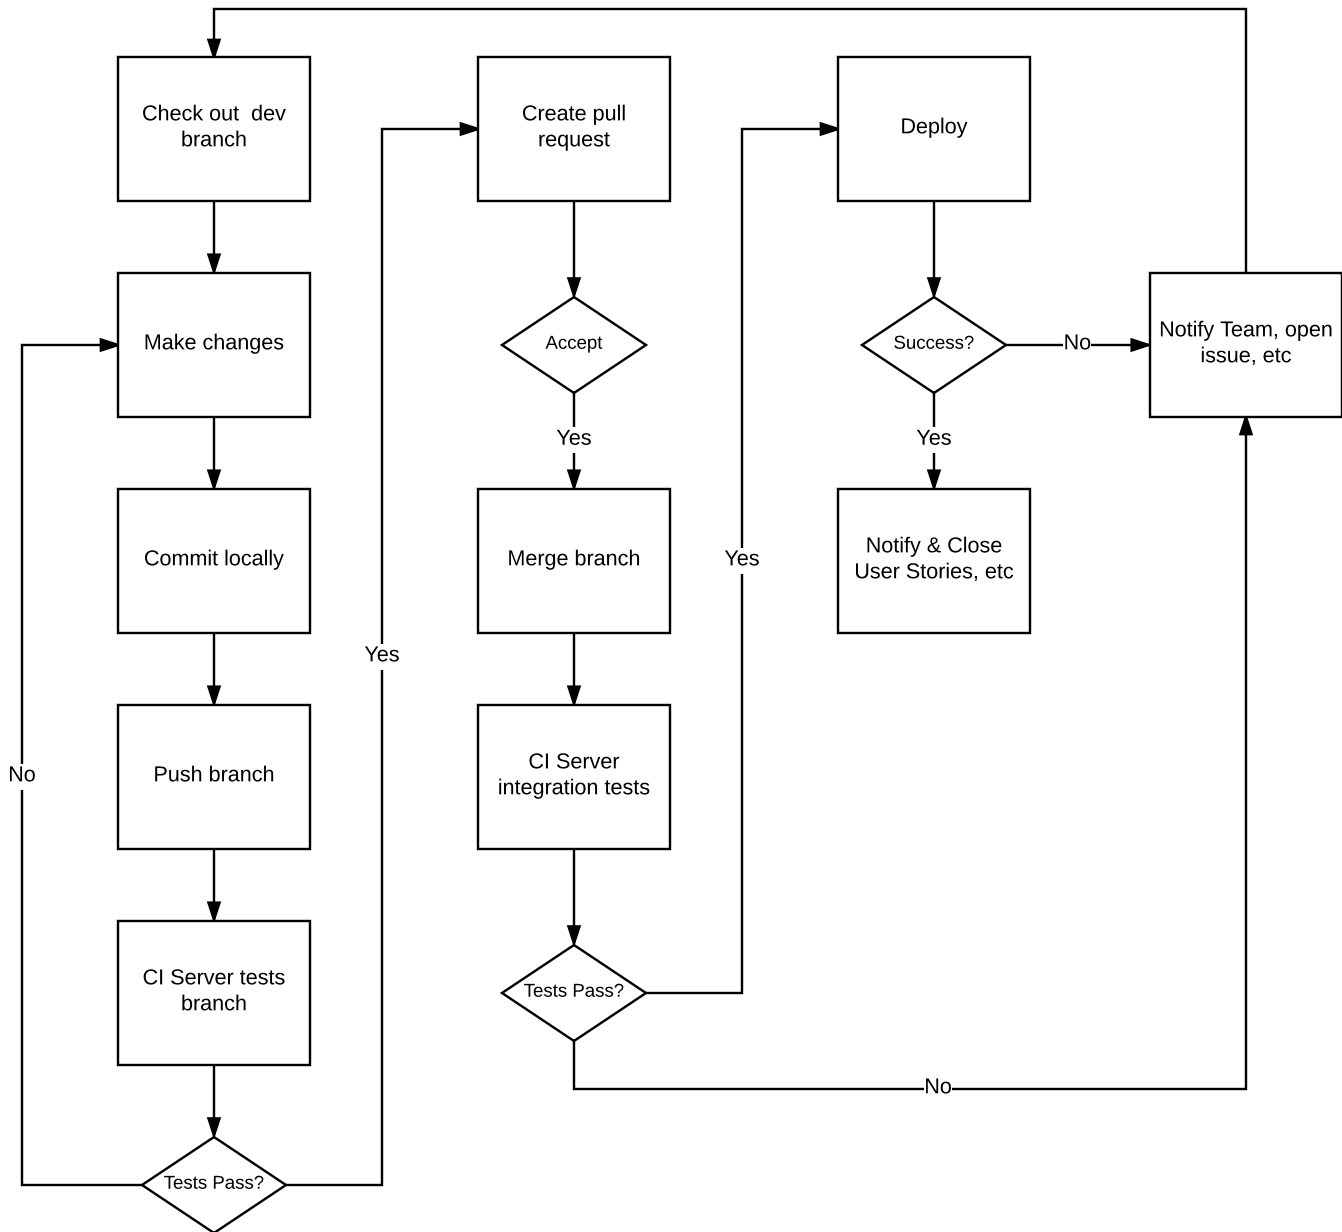 Check out  dev
branch
Make changes
Commit locally
Push branch
No
CI Server tests
branch
Tests Pass?
Yes
Create pull
request
Accept
Yes
Merge branch
CI Server
integration tests
Tests Pass?
Yes
No
Deploy
Success?
No
Yes
Notify & Close
User Stories, etc
Notify Team, open
issue, etc